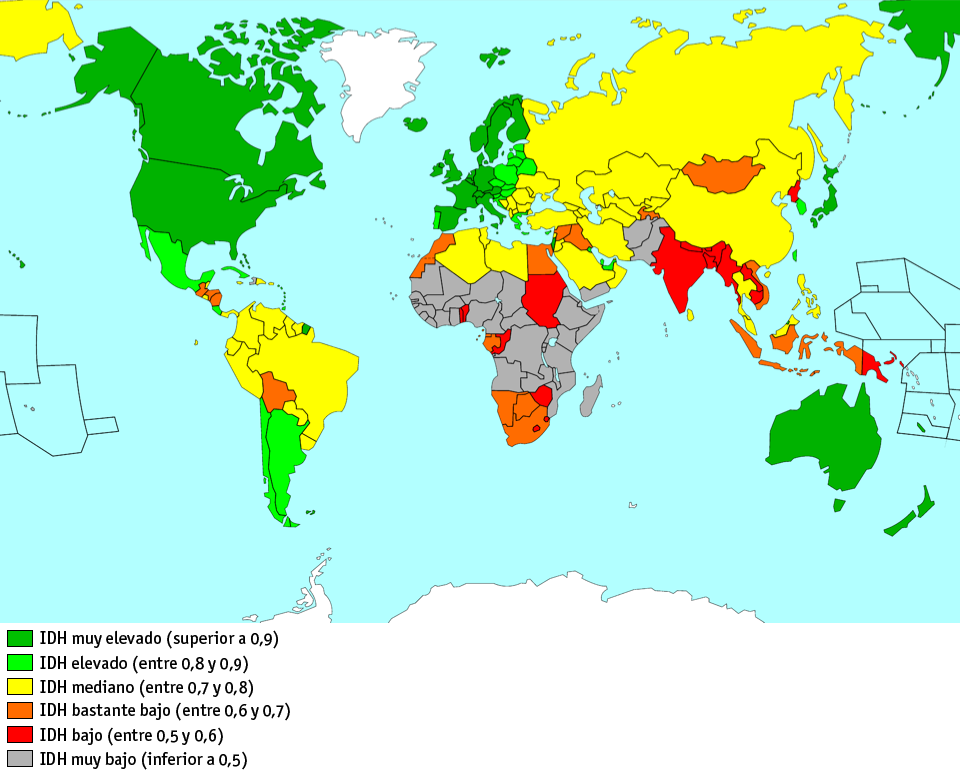 IDH muy elevado (superior a 0,9)
IDH elevado (entre 0,8 y 0,9)
IDH mediano (entre 0,7 y 0,8)
IDH bastante bajo (entre 0,6 y 0,7)
IDH bajo (entre 0,5 y 0,6)
IDH muy bajo (inferior a 0,5)